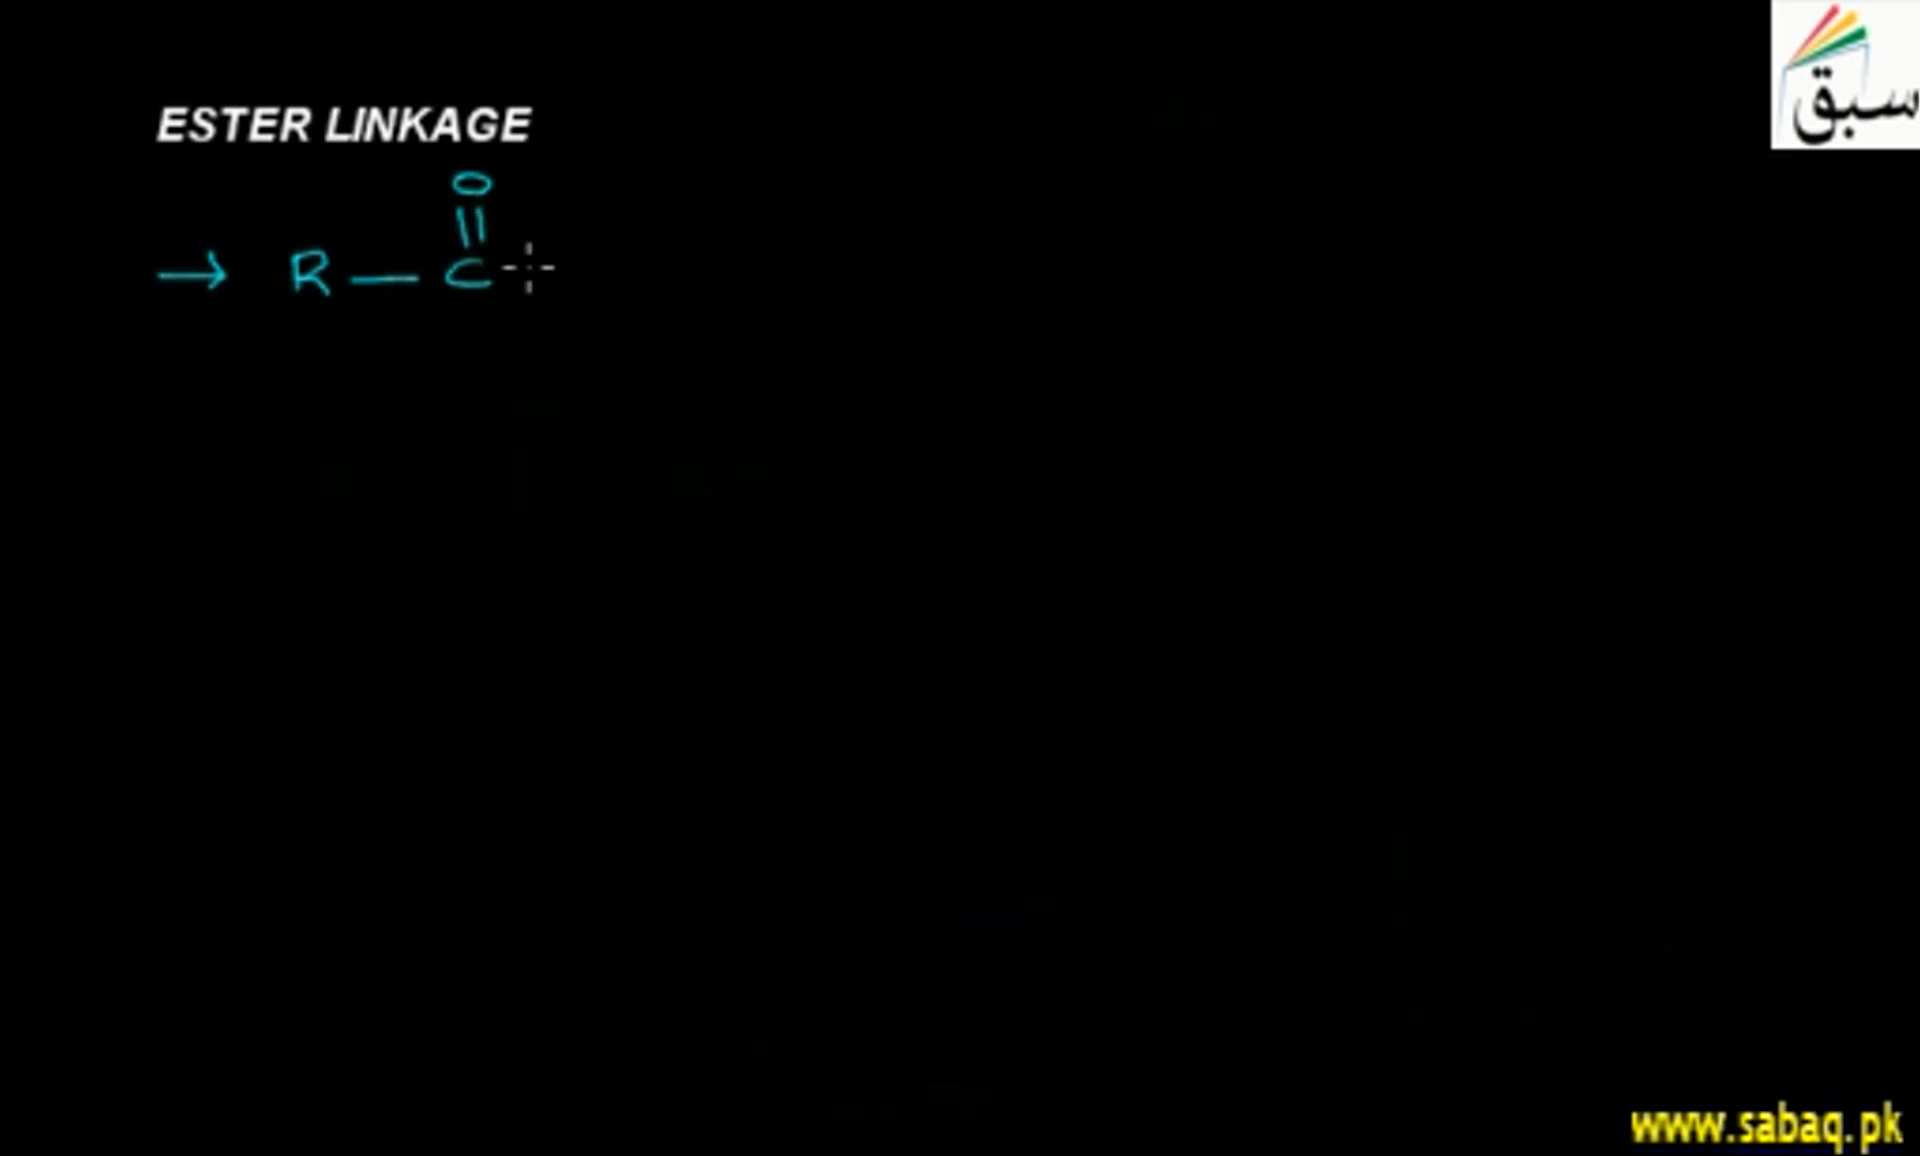 سبق
ESTER LINKAGE
O
||
→ R — C
www.sabaq.pk